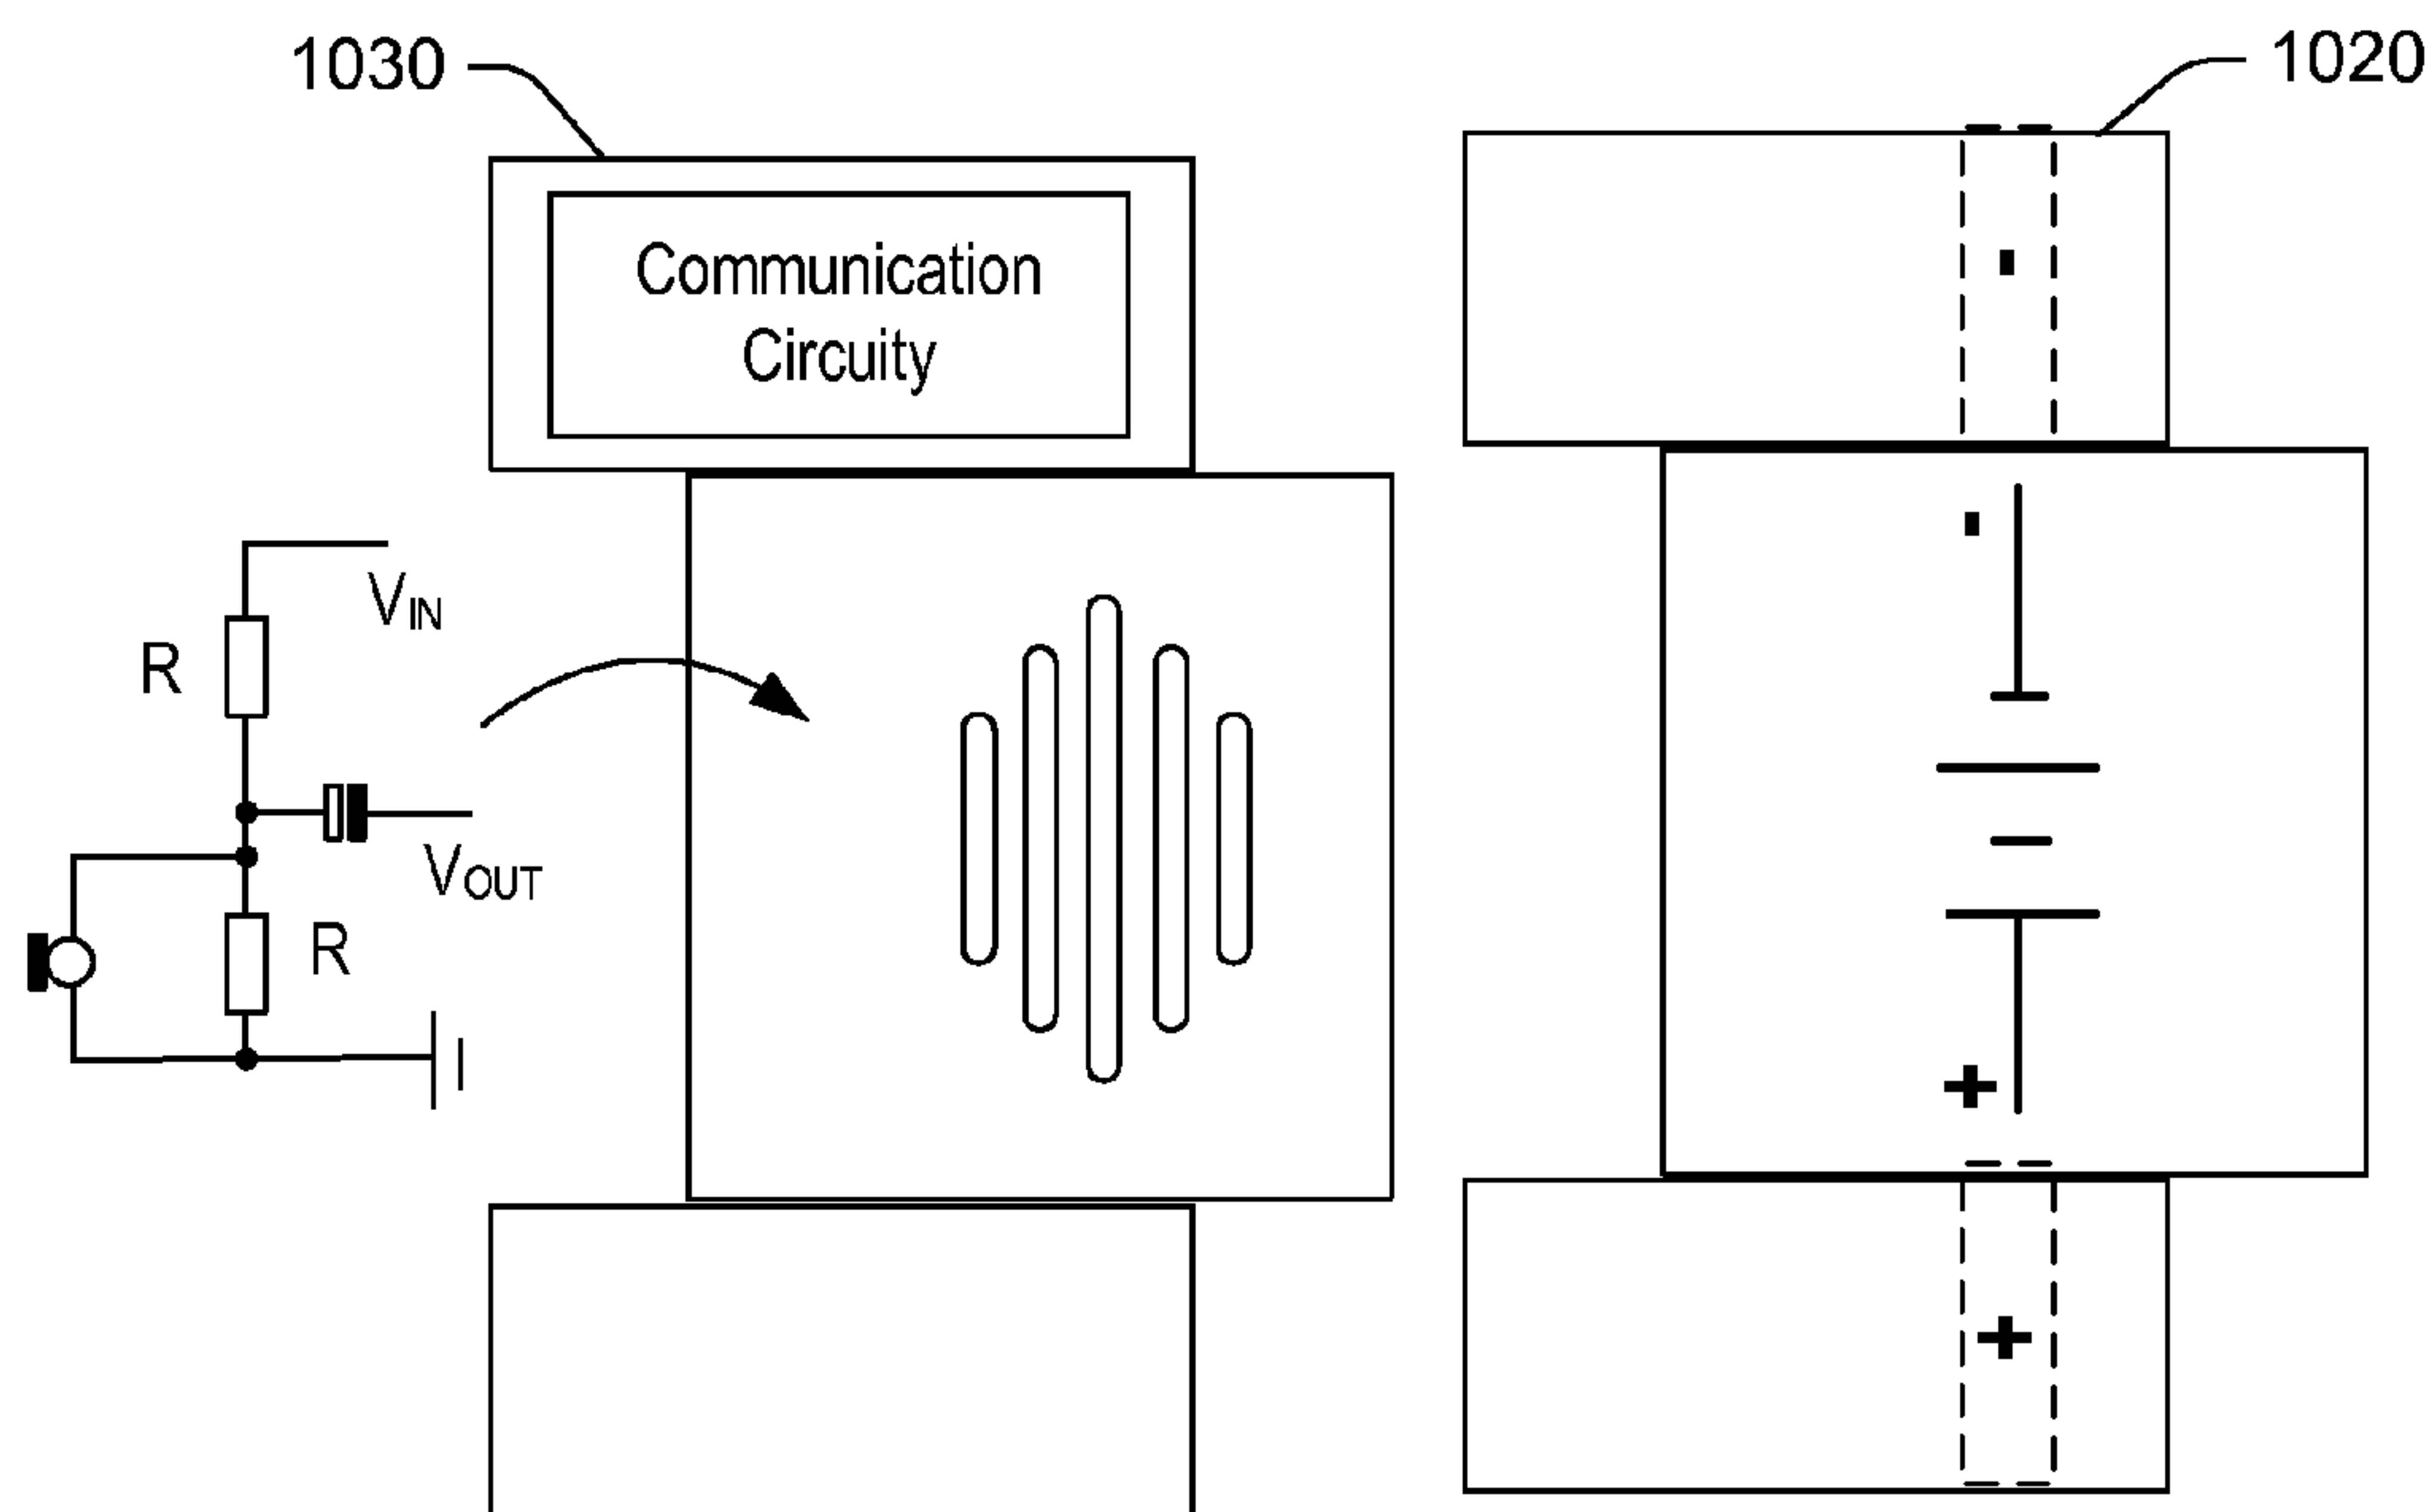 1030
1020
Communication
Circuity
-
-
VIN
R
VOUT
R
+
+